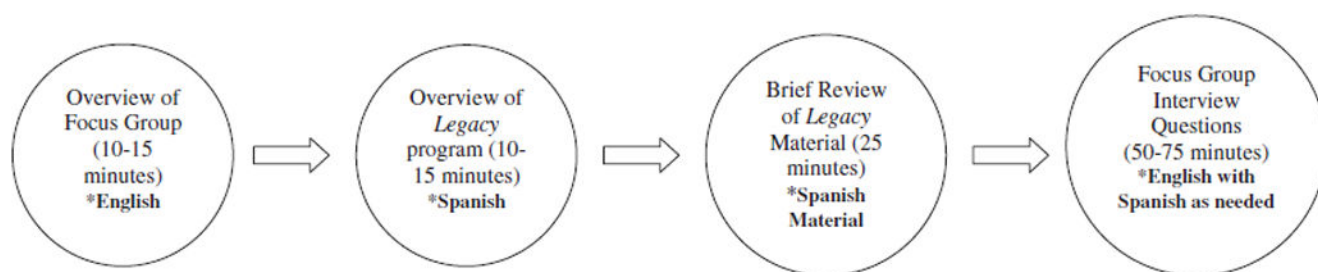 Overview of
Focus Group
(10-15
minutes)
*English
Overview of
Legacy
program (10-
15 minutes)
*Spanish
Brief Review
of Legacy
Material (25
minutes)
*Spanish
Material
Focus Group
Interview
Questions
(50-75 minutes)
*English with
Spanish as needed